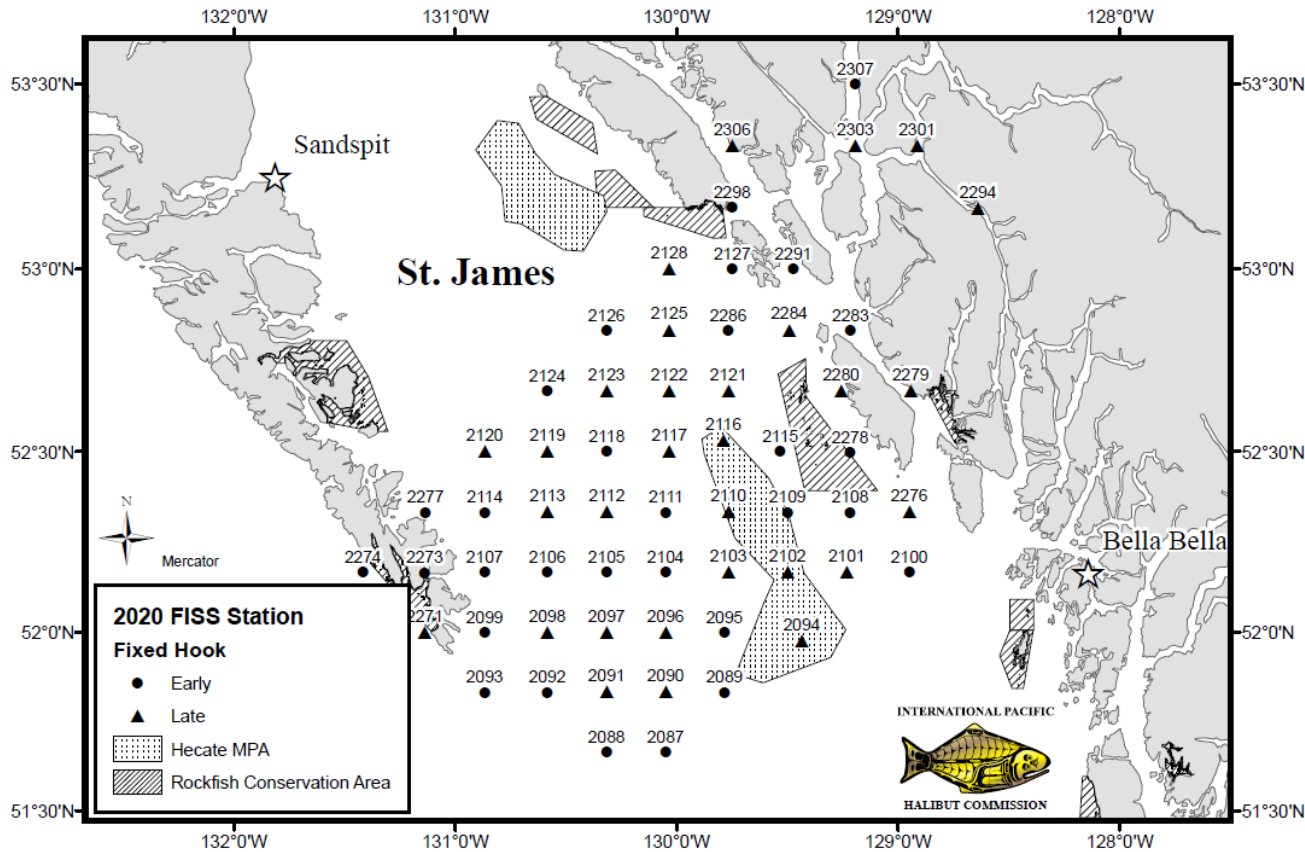 132°0'W 131°0'W 130°0'W 129°0'W 128°0'W
53°30'N 2307 53°30'N
2306 2303 2301
Sandspit
2298 2294
53°0'N 2128 2127 2291 53°0'N
St. James
2126 2125 2286 2284 2283
2124 2123 2122 2121 2280 2279
2116
52°30'N 2120 2119 2118 2117 2115 2278 52°30'N
2277 2114 2113 2112 2111 2110 2109 2108 2276
N
Mercator
2274 2273 2107 2106 2105 2104 2103 2102 2101 2100
Bella Bella
2271 2099 2098 2097 2096 2095 2094
52°0'N 52°0'N
2093 2092 2091 2090 2089
2088 2087
2020 FISS Station
Fixed Hook
Early
Late
Hecate MPA
Rockfish Conservation Area
INTERNATIONAL PACIFIC
HALIBUT COMMISSION
51°30'N 51°30'N
132°0'W 131°0'W 130°0'W 129°0'W 128°0'W